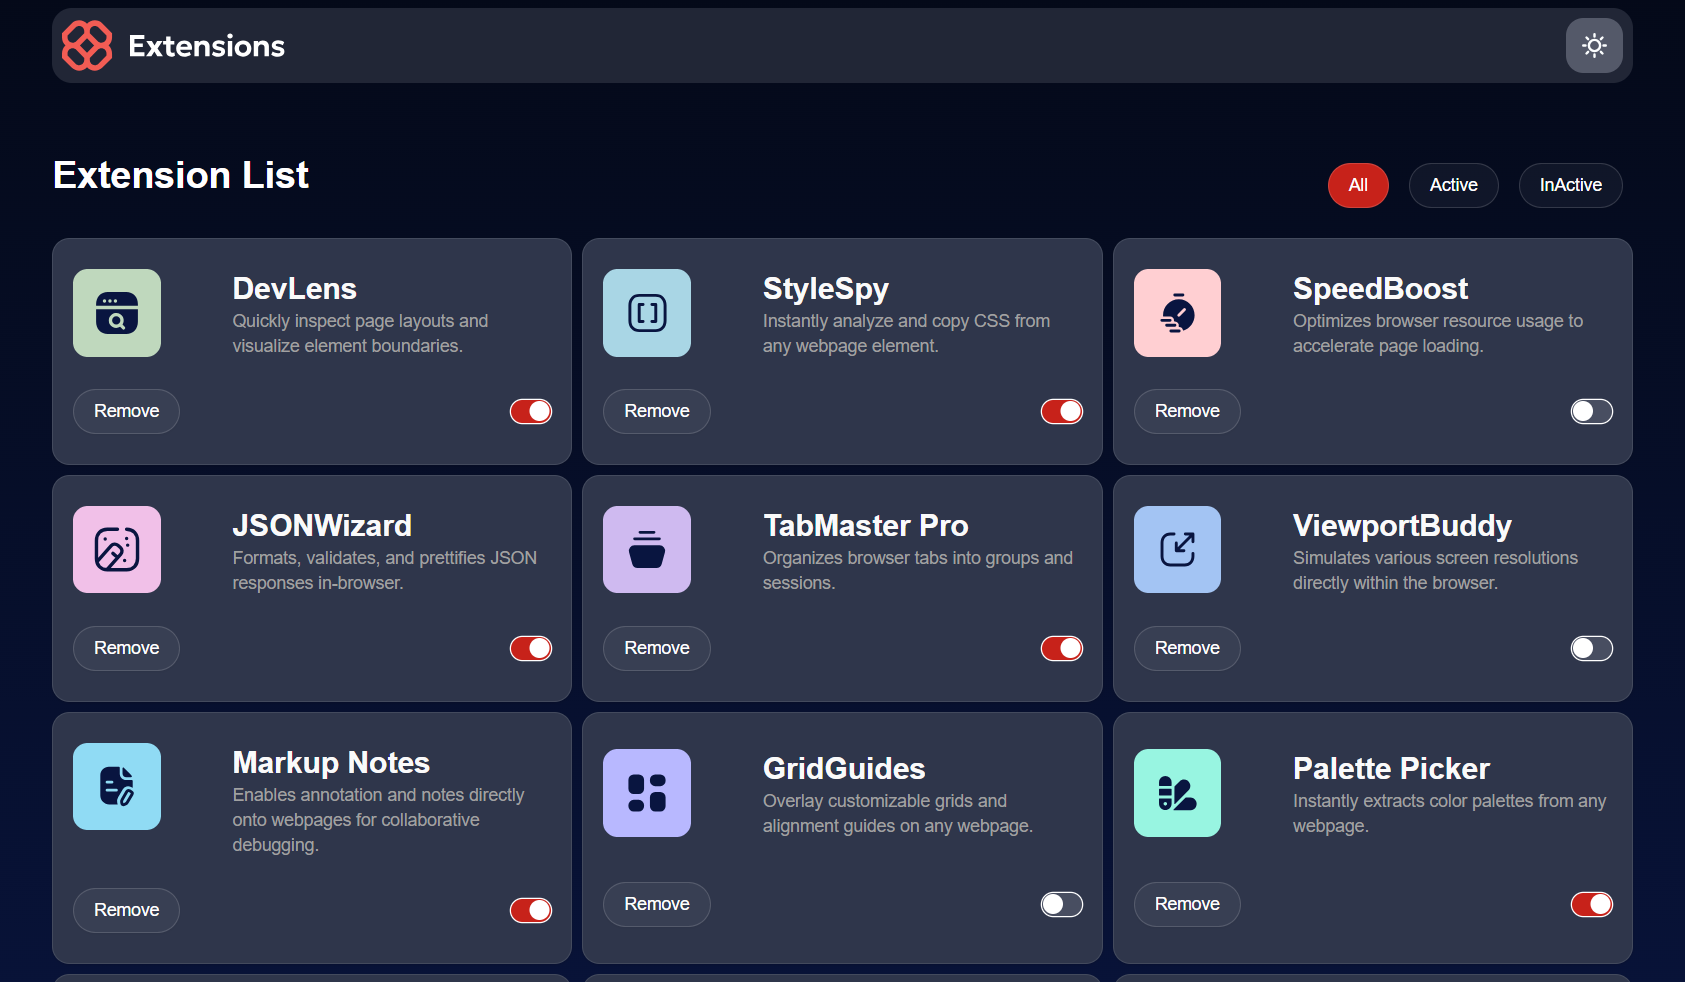 Extensions
Extension List
All
Active
InActive
DevLens
Quickly inspect page layouts and
visualize element boundaries.
Remove
StyleSpy
Instantly analyze and copy CSS from
any webpage element.
Remove
SpeedBoost
Optimizes browser resource usage to
accelerate page loading.
Remove
JSONWizard
Formats, validates, and prettifies JSON
responses in-browser.
Remove
TabMaster Pro
Organizes browser tabs into groups and
sessions.
Remove
ViewportBuddy
Simulates various screen resolutions
directly within the browser.
Remove
Markup Notes
Enables annotation and notes directly
onto webpages for collaborative
debugging.
Remove
GridGuides
Overlay customizable grids and
alignment guides on any webpage.
Remove
Palette Picker
Instantly extracts color palettes from any
webpage.
Remove